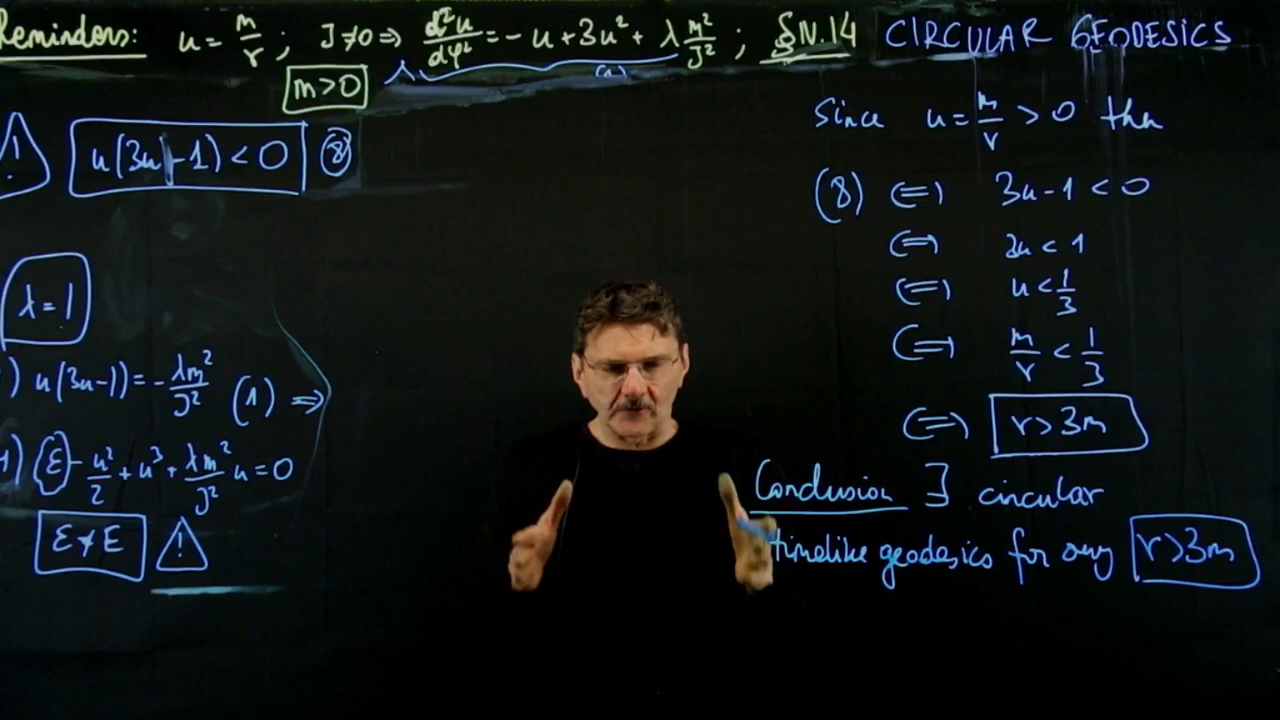 Reminders: u = m/r ; J≠0 ⇒ d²u/dφ² = - u + 3u² + λ m²/J² ; §N.14 CIRCULAR GEODESICS
m>0 (1)
! u(3u-1) < 0 (8)
λ=1
) u(3u-1) = - λm²/J² (1) ⇒
) ℰ - u²/2 + u³ + λm²/J² u = 0
ℰ ≠ E !
Since u = m/r > 0 then
(8) ⇔ 3u-1 < 0
⇔ 3u < 1
⇔ u < 1/3
⇔ m/r < 1/3
⇔ r > 3m
Conclusion ∃ circular
timelike geodesics for any r>3m